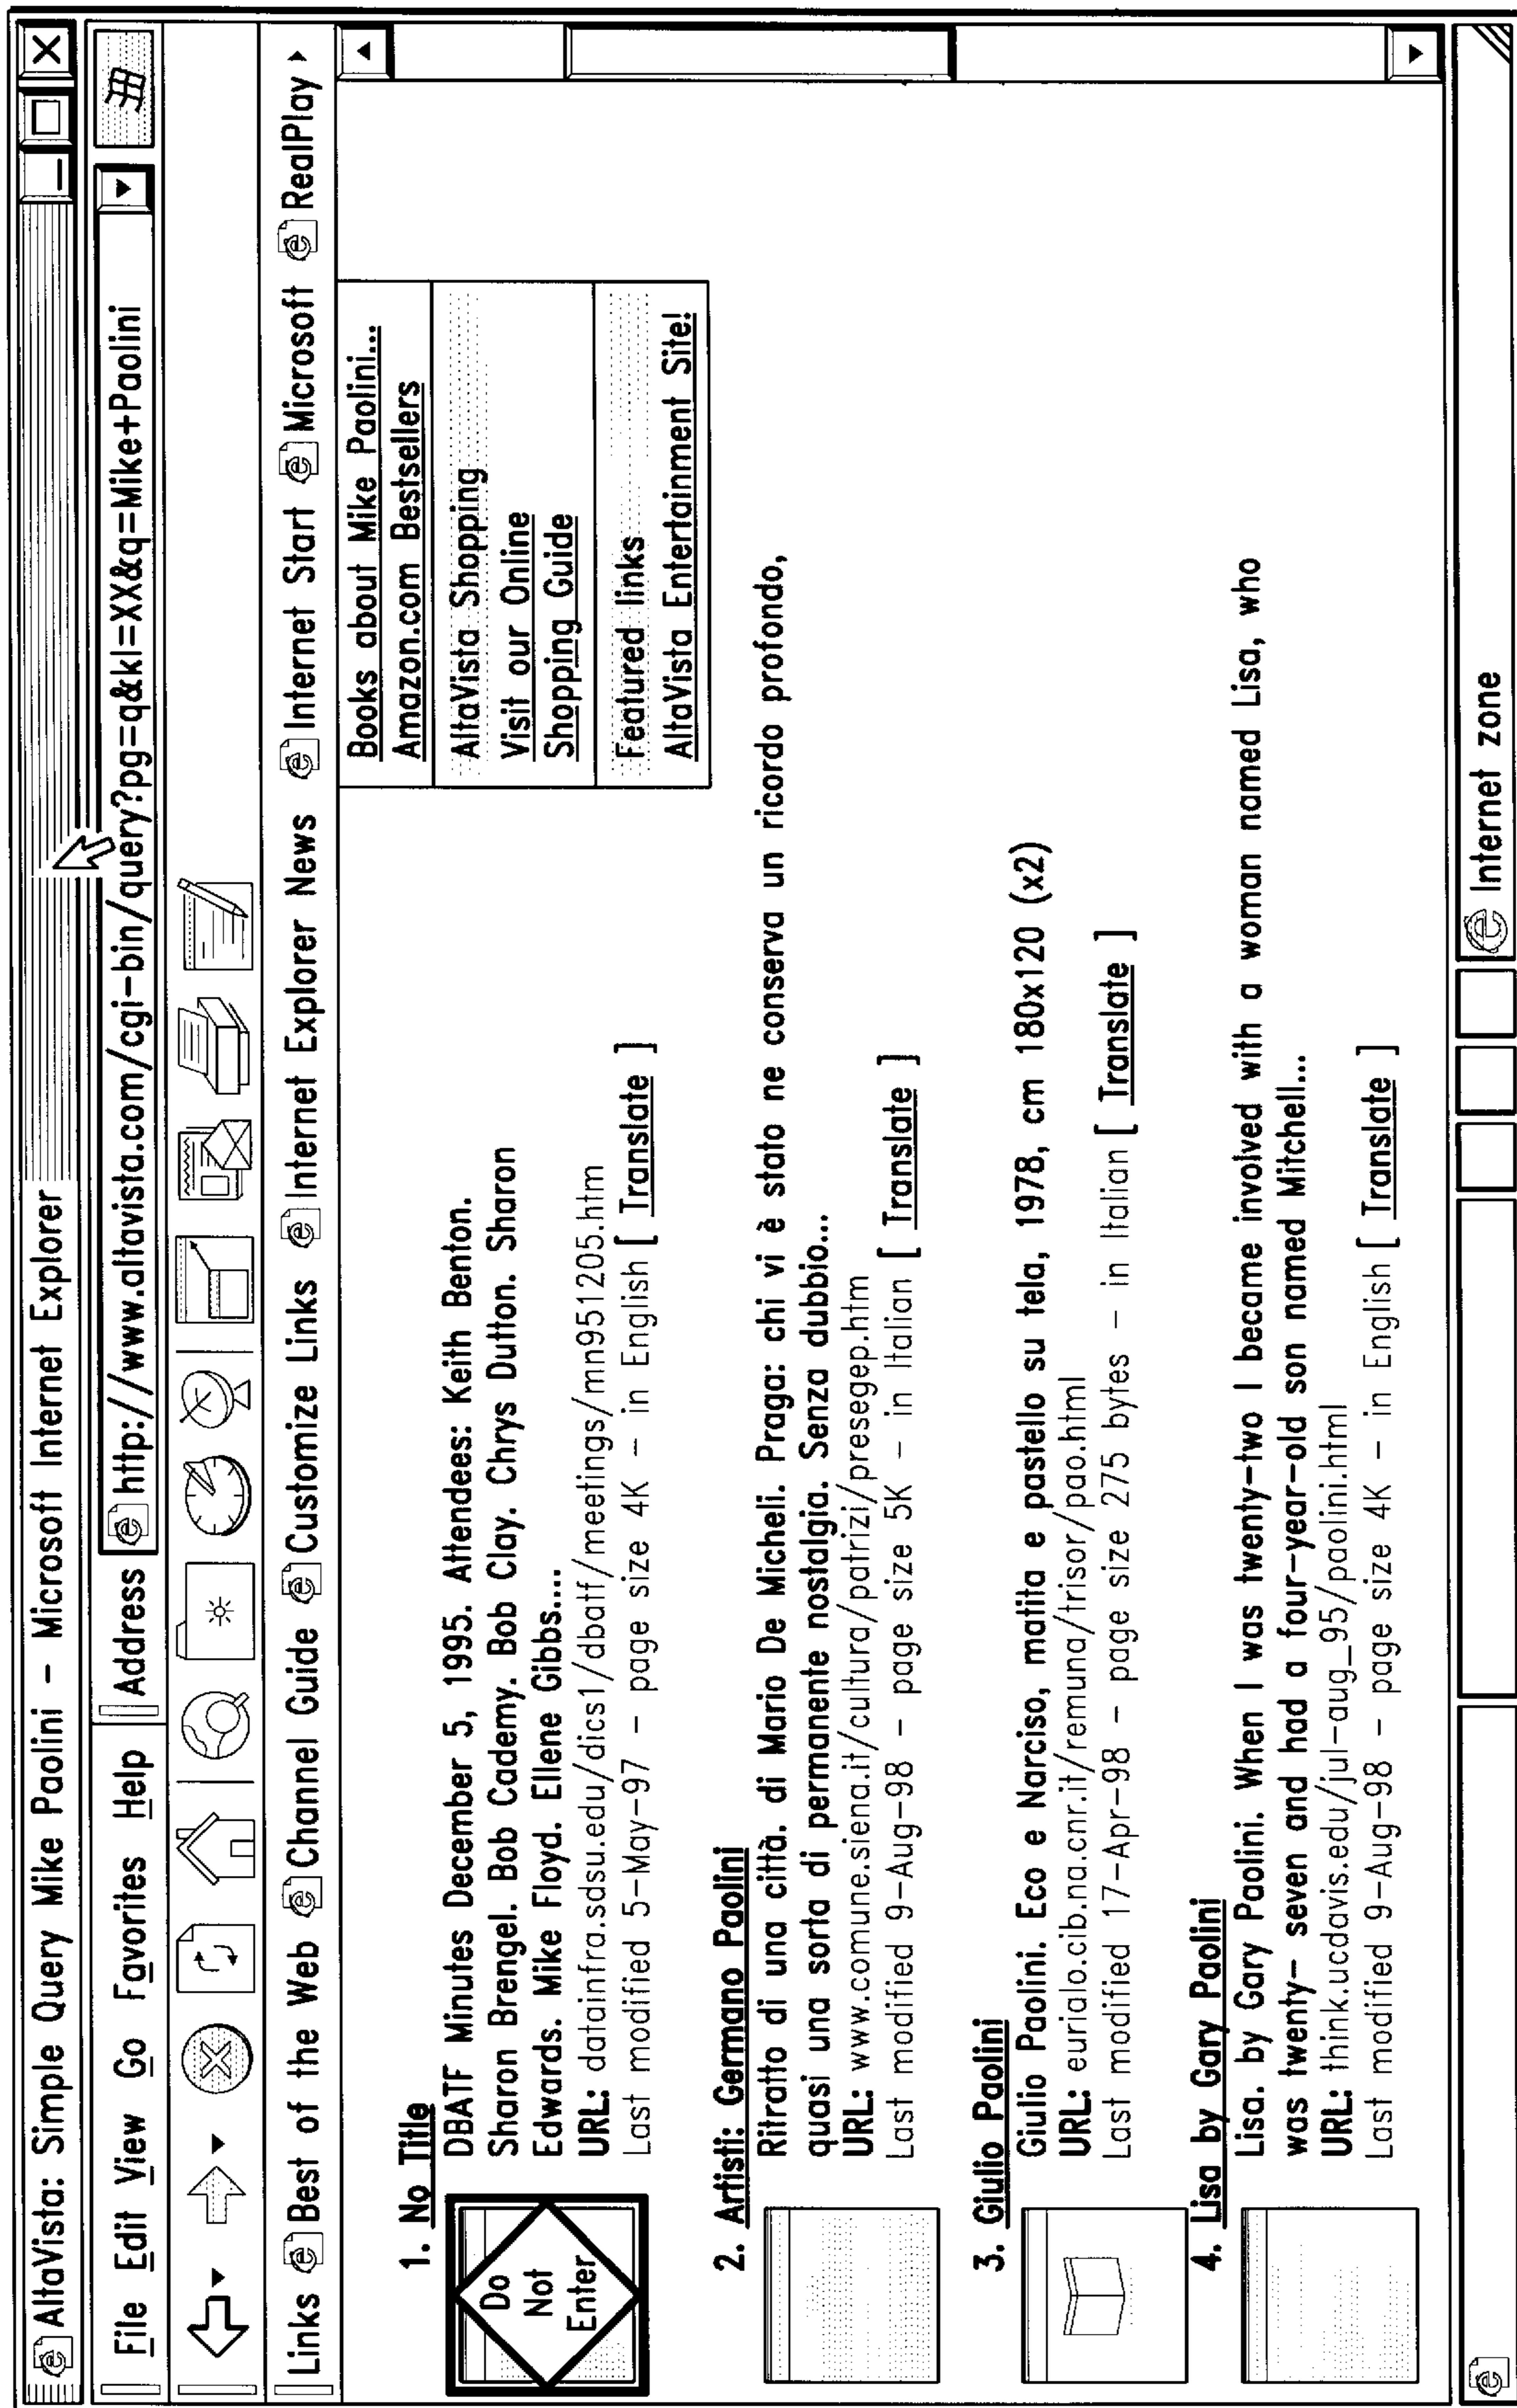 AltaVista: Simple Query Mike Paolini - Microsoft Internet Explorer
File Edit View Go Favorites Help
Address http://www.altavista.com/cgi-bin/query?pg=q&kl=XX&q=Mike+Paolini
Links Best of the Web Channel Guide Customize Links Internet Explorer News Internet Start Microsoft RealPlay
Books about Mike Paolini...
Amazon.com Bestsellers
AltaVista Shopping
Visit our Online
Shopping Guide
Featured links
AltaVista Entertainment Site!
1. No Title
Do
Not
Enter
DBATF Minutes December 5, 1995. Attendees: Keith Benton.
Sharon Brengel. Bob Cademy. Bob Clay. Chrys Dutton. Sharon
Edwards. Mike Floyd. Ellene Gibbs....
URL: datainfra.sdsu.edu/dics1/dbatf/meetings/mn951205.htm
Last modified 5-May-97 - page size 4K - in English [ Translate ]
2. Artisti: Germano Paolini
Ritratto di una città. di Mario De Micheli. Praga: chi vi è stato ne conserva un ricordo profondo,
quasi una sorta di permanente nostalgia. Senza dubbio...
URL: www.comune.siena.it/cultura/patrizi/presegep.htm
Last modified 9-Aug-98 - page size 5K - in Italian [ Translate ]
3. Giulio Paolini
Giulio Paolini. Eco e Narciso, matita e pastello su tela, 1978, cm 180x120 (x2)
URL: eurialo.cib.na.cnr.it/remuna/trisor/pao.html
Last modified 17-Apr-98 - page size 275 bytes - in Italian [ Translate ]
4. Lisa by Gary Paolini
Lisa. by Gary Paolini. When I was twenty-two I became involved with a woman named Lisa, who
was twenty- seven and had a four-year-old son named Mitchell...
URL: think.ucdavis.edu/jul-aug_95/paolini.html
Last modified 9-Aug-98 - page size 4K - in English [ Translate ]
Internet zone